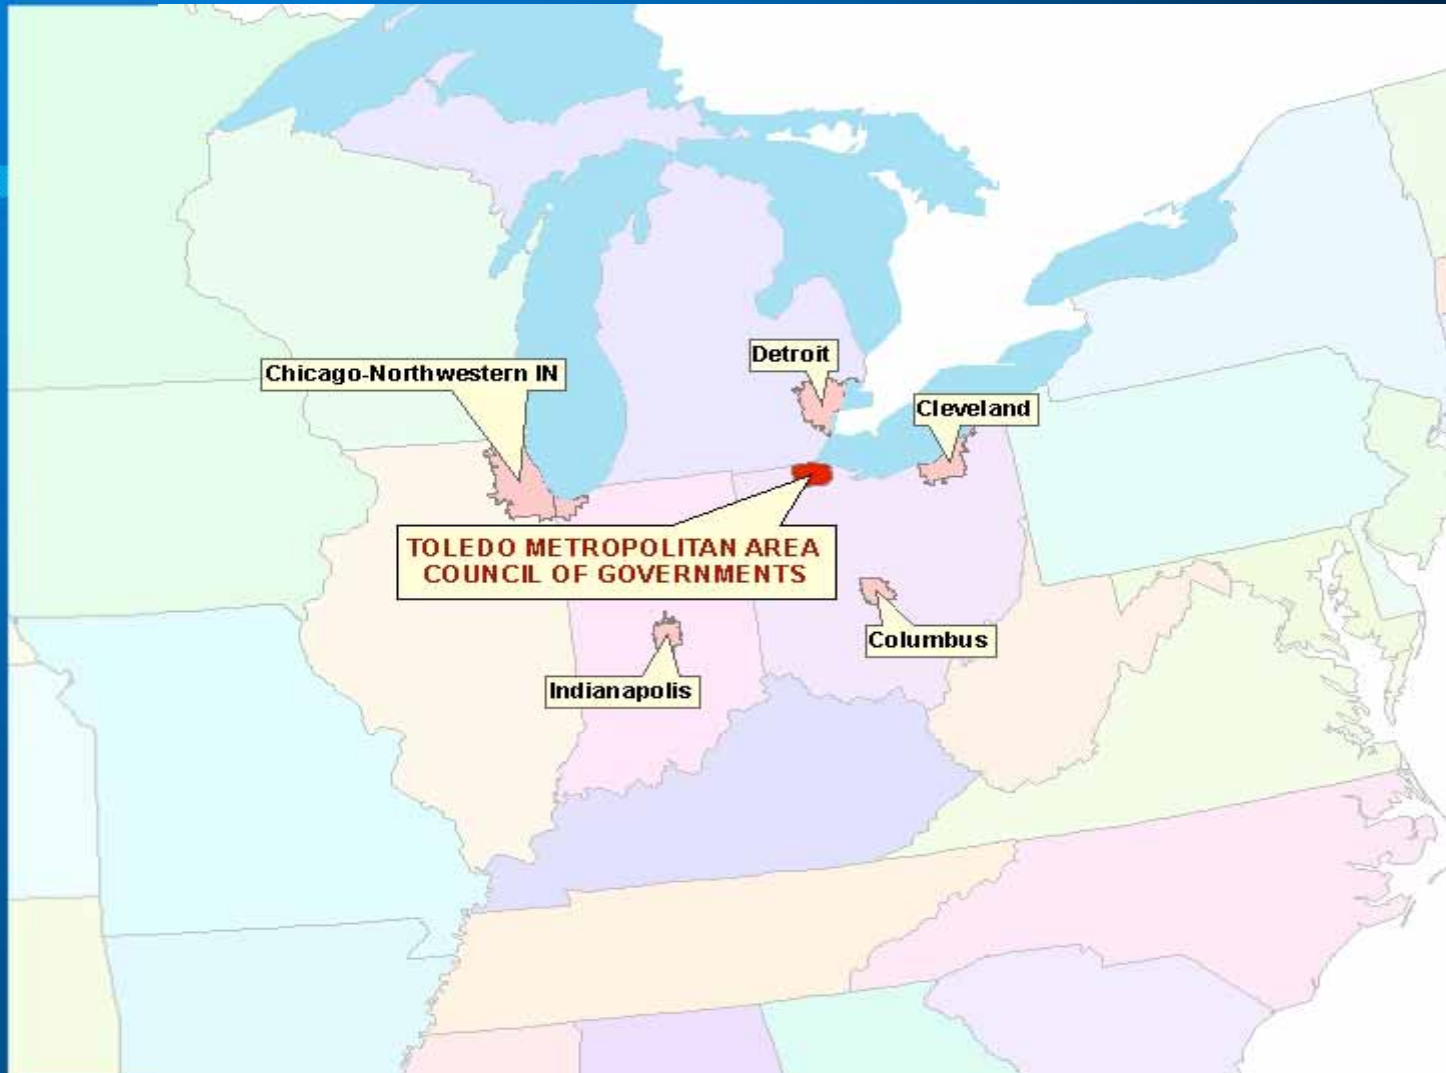 Detroit
Chicago-Northwestern IN
Cleveland
TOLEDO METROPOLITAN AREA
COUNCIL OF GOVERNMENTS
Columbus
Indianapolis